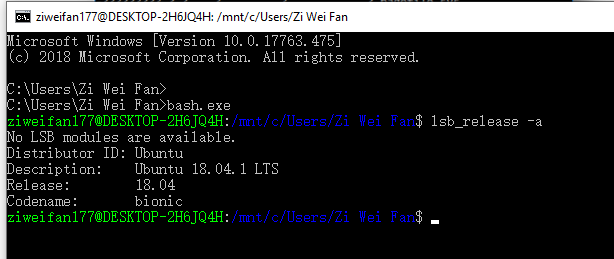 ziweifan177@DESKTOP-2H6JQ4H: /mnt/c/Users/Zi Wei Fan
Microsoft Windows [Version 10.0.17763.475]
(c) 2018 Microsoft Corporation. All rights reserved.
C:\Users\Zi Wei Fan>
C:\Users\Zi Wei Fan>bash.exe
ziweifan177@DESKTOP-2H6JQ4H:/mnt/c/Users/Zi Wei Fan$ lsb_release -a
No LSB modules are available.
Distributor ID: Ubuntu
Description:    Ubuntu 18.04.1 LTS
Release:        18.04
Codename:       bionic
ziweifan177@DESKTOP-2H6JQ4H:/mnt/c/Users/Zi Wei Fan$